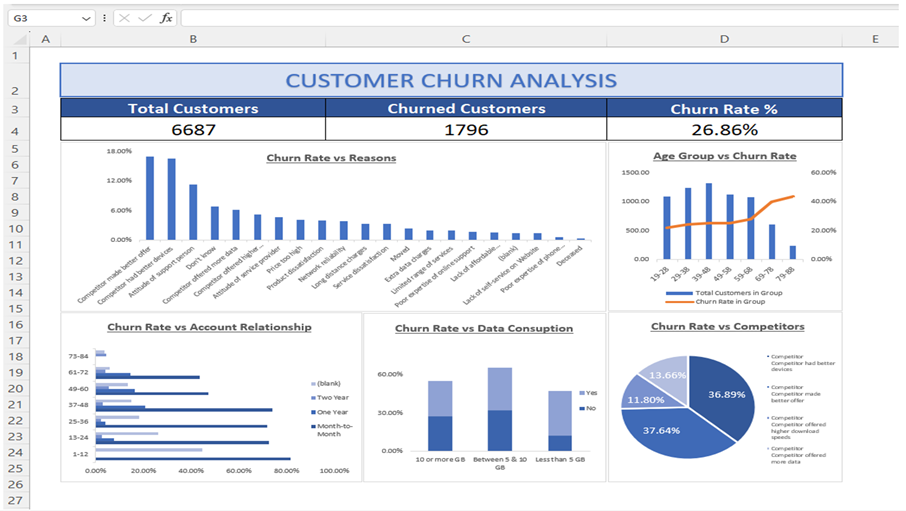 G3
fx
A B C D E
1
2
3
4
5
6
7
8
9
10
11
12
13
14
15
16
17
18
19
20
21
22
23
24
25
26
27
CUSTOMER CHURN ANALYSIS
Total Customers Churned Customers Churn Rate %
6687 1796 26.86%
Churn Rate vs Reasons
18.00%
12.00%
6.00%
0.00%
Competitor made better offer
Competitor had better devices
Attitude of support person
Don't know
Competitor offered more data
Competitor offered higher...
Attitude of service provider
Price too high
Product dissatisfaction
Network reliability
Long distance charges
Service dissatisfaction
Moved
Extra data charges
Limited range of services
Poor expertise of online support
Lack of affordable...
(blank)
Lack of self-service on Website
Poor expertise of phone...
Deceased
Age Group vs Churn Rate
1500.00 60.00%
1000.00 40.00%
500.00 20.00%
0.00 0.00%
19-28 29-38 39-48 49-58 59-68 69-78 79-88
Total Customers in Group
Churn Rate in Group
Churn Rate vs Account Relationship
73-84
61-72
49-60
37-48
25-36
13-24
1-12
0.00% 20.00% 40.00% 60.00% 80.00% 100.00%
(blank)
Two Year
One Year
Month-to-
Month
Churn Rate vs Data Consuption
60.00%
30.00%
0.00%
10 or more GB Between 5 & 10 Less than 5 GB
GB
Yes
No
Churn Rate vs Competitors
36.89%
37.64%
11.80%
13.66%
Competitor
Competitor had better
devices
Competitor
Competitor made
better offer
Competitor
Competitor offered
higher download
speeds
Competitor
Competitor offered
more data